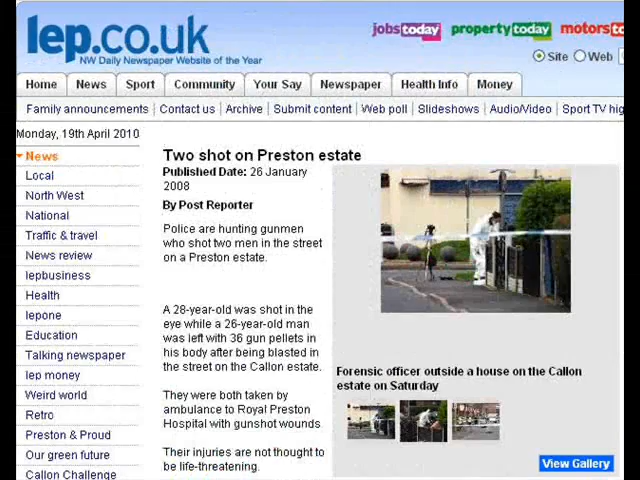 lep.co.uk
NW Daily Newspaper Website of the Year
jobstoday propertytoday motorsto
Site Web
Home News Sport Community Your Say Newspaper Health Info Money
Family announcements Contact us Archive Submit content Web poll Slideshows Audio/Video Sport TV hig
Monday, 19th April 2010
News
Local
North West
National
Traffic & travel
News review
lepbusiness
Health
lepone
Education
Talking newspaper
lep money
Weird world
Retro
Preston & Proud
Our green future
Callon Challenge
Two shot on Preston estate
Published Date: 26 January
2008
By Post Reporter
Police are hunting gunmen
who shot two men in the street
on a Preston estate.
A 28-year-old was shot in the
eye while a 26-year-old man
was left with 36 gun pellets in
his body after being blasted in
the street on the Callon estate.
They were both taken by
ambulance to Royal Preston
Hospital with gunshot wounds
Their injuries are not thought to
be life-threatening.
Forensic officer outside a house on the Callon
estate on Saturday
View Gallery